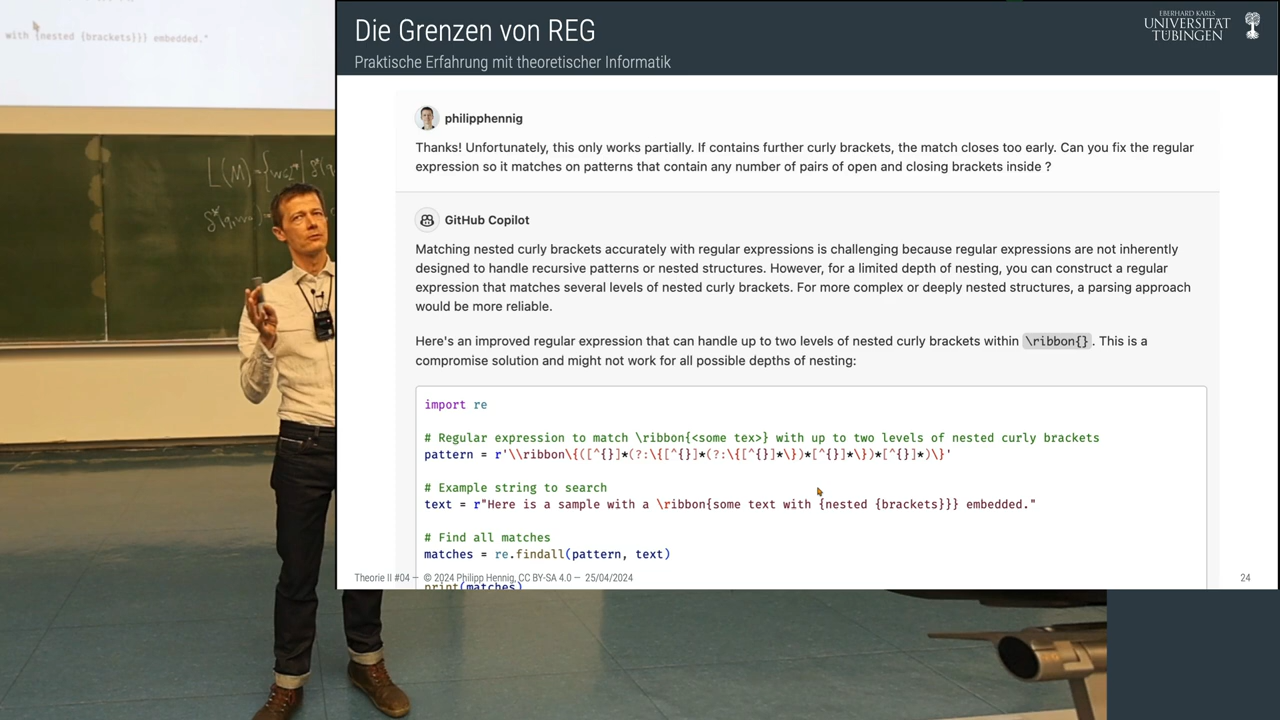 with {nested {brackets}}} embedded."
L(M) = {w∈Σ* | δ*(q
Die Grenzen von REG
Praktische Erfahrung mit theoretischer Informatik
EBERHARD KARLS
UNIVERSITÄT
TÜBINGEN
philipphennig
Thanks! Unfortunately, this only works partially. If contains further curly brackets, the match closes too early. Can you fix the regular
expression so it matches on patterns that contain any number of pairs of open and closing brackets inside ?
GitHub Copilot
Matching nested curly brackets accurately with regular expressions is challenging because regular expressions are not inherently
designed to handle recursive patterns or nested structures. However, for a limited depth of nesting, you can construct a regular
expression that matches several levels of nested curly brackets. For more complex or deeply nested structures, a parsing approach
would be more reliable.
Here's an improved regular expression that can handle up to two levels of nested curly brackets within \ribbon{} . This is a
compromise solution and might not work for all possible depths of nesting:
import re
# Regular expression to match \ribbon{<some tex>} with up to two levels of nested curly brackets
pattern = r'\\ribbon\{([^{}]*(?:\{[^{}]*(?:\{[^{}]*\})*[^{}]*\})*[^{}]*)\}'
# Example string to search
text = r"Here is a sample with a \ribbon{some text with {nested {brackets}}} embedded."
# Find all matches
matches = re.findall(pattern, text)
print(matches)
Theorie II #04 — © 2024 Philipp Hennig, CC BY-SA 4.0 — 25/04/2024
24